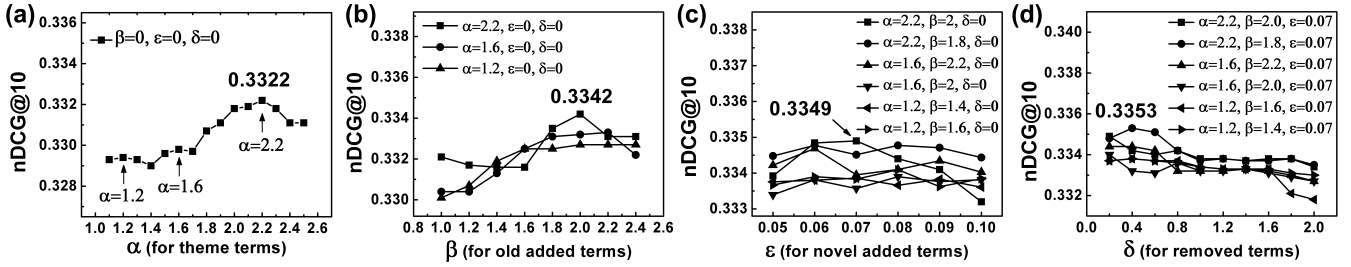 (a)
β=0, ε=0, δ=0
0.3322
α=2.2
α=1.2
α=1.6
nDCG@10
0.332
0.330
0.328
1.0 1.2 1.4 1.6 1.8 2.0 2.2 2.4 2.6
α (for theme terms)
(b)
α=2.2, ε=0, δ=0
α=1.6, ε=0, δ=0
α=1.2, ε=0, δ=0
0.3342
nDCG@10
0.338
0.336
0.334
0.332
0.330
0.8 1.0 1.2 1.4 1.6 1.8 2.0 2.2 2.4 2.6
β (for old added terms)
(c)
α=2.2, β=2, δ=0
α=2.2, β=1.8, δ=0
α=1.6, β=2.2, δ=0
α=1.6, β=2, δ=0
α=1.2, β=1.4, δ=0
α=1.2, β=1.6, δ=0
0.3349
nDCG@10
0.338
0.337
0.336
0.335
0.334
0.333
0.05 0.06 0.07 0.08 0.09 0.10
ε (for novel added terms)
(d)
α=2.2, β=2.0, ε=0.07
α=2.2, β=1.8, ε=0.07
α=1.6, β=2.2, ε=0.07
α=1.6, β=2.0, ε=0.07
α=1.2, β=1.6, ε=0.07
α=1.2, β=1.4, ε=0.07
0.3353
nDCG@10
0.340
0.338
0.336
0.334
0.332
0.4 0.8 1.2 1.6 2.0
δ (for removed terms)